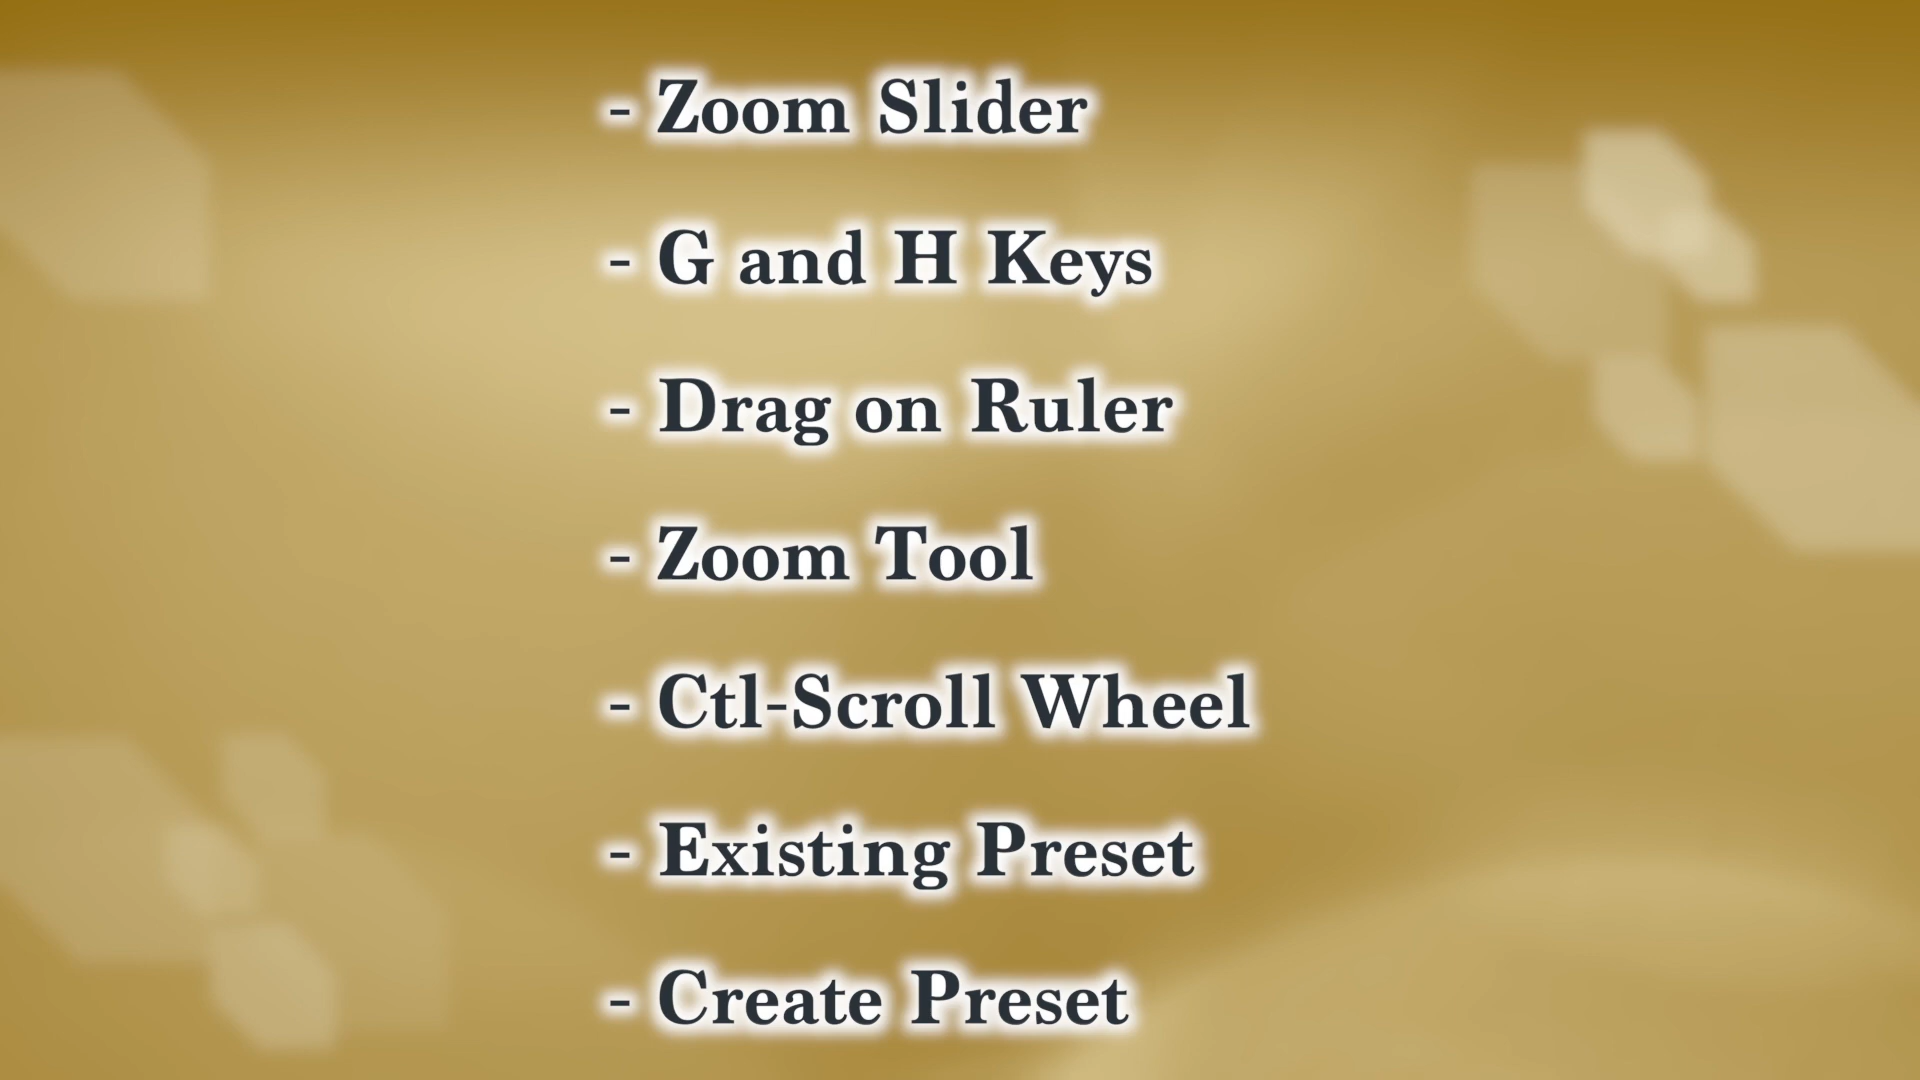 - Zoom Slider
- G and H Keys
- Drag on Ruler
- Zoom Tool
- Ctl-Scroll Wheel
- Existing Preset
- Create Preset